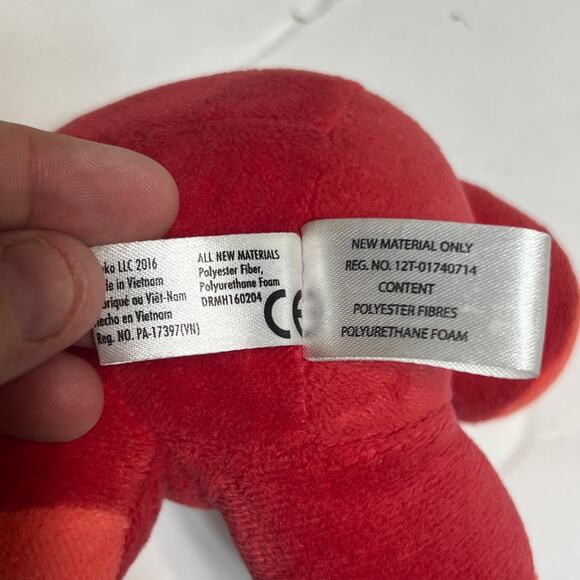 LLC 2016
in Vietnam
au Viêt-Nam
en Vietnam
Reg. NO. PA-17397(VN)
ALL NEW MATERIALS
Polyester Fiber,
Polyurethane Foam
DRMH160204
CE
NEW MATERIAL ONLY
REG. NO. 12T-01740714
CONTENT
POLYESTER FIBRES
POLYURETHANE FOAM